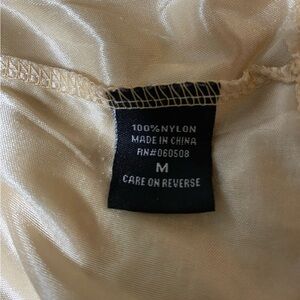 100%NYLON
MADE IN CHINA
RN#060508
M
CARE ON REVERSE